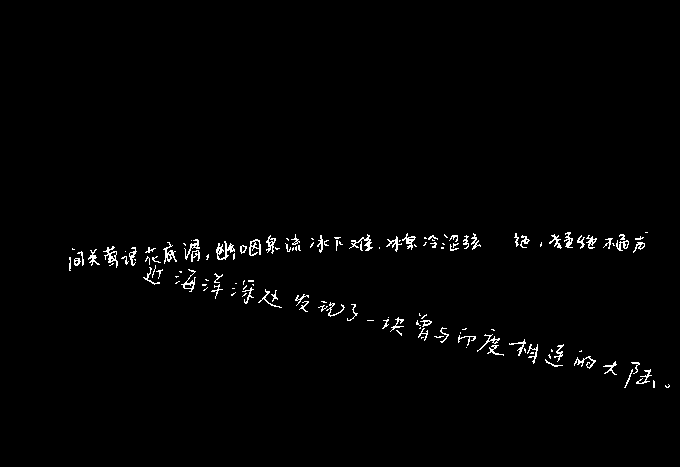 间关莺语花底滑,幽咽泉流冰下难.冰泉冷涩弦 绝,凝绝不通声
近海洋深处发现了一块曾与印度相连的大陆。